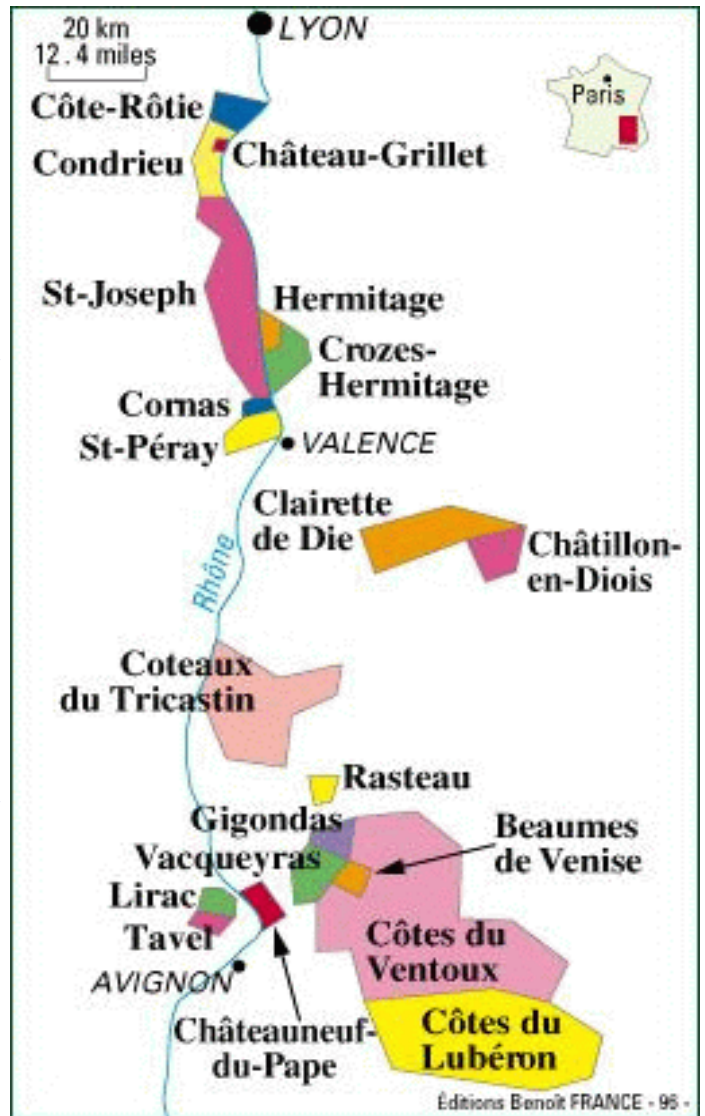 20 km
12.4 miles
LYON
Paris
Côte-Rôtie
Château-Grillet
Condrieu
St-Joseph
Hermitage
Crozes-
Hermitage
Cornas
St-Péray
VALENCE
Clairette
de Die
Châtillon-
en-Diois
Rhône
Coteaux
du Tricastin
Rasteau
Gigondas
Beaumes
de Venise
Vacqueyras
Lirac
Tavel
Côtes du
Ventoux
AVIGNON
Châteauneuf-
du-Pape
Côtes du
Lubéron
Éditions Benoît FRANCE - 96 -